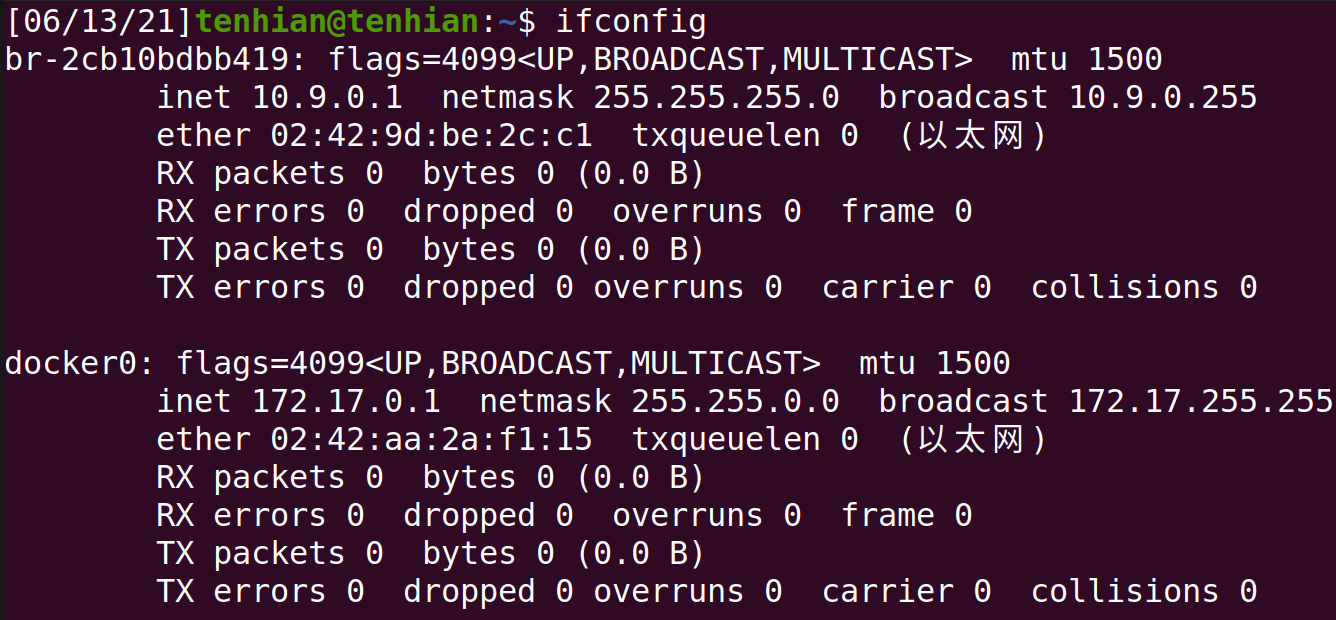 [06/13/21]tenhian@tenhian:~$ ifconfig
br-2cb10bdbb419: flags=4099<UP,BROADCAST,MULTICAST>  mtu 1500
        inet 10.9.0.1  netmask 255.255.255.0  broadcast 10.9.0.255
        ether 02:42:9d:be:2c:c1  txqueuelen 0  (以太网)
        RX packets 0  bytes 0 (0.0 B)
        RX errors 0  dropped 0  overruns 0  frame 0
        TX packets 0  bytes 0 (0.0 B)
        TX errors 0  dropped 0 overruns 0  carrier 0  collisions 0

docker0: flags=4099<UP,BROADCAST,MULTICAST>  mtu 1500
        inet 172.17.0.1  netmask 255.255.0.0  broadcast 172.17.255.255
        ether 02:42:aa:2a:f1:15  txqueuelen 0  (以太网)
        RX packets 0  bytes 0 (0.0 B)
        RX errors 0  dropped 0  overruns 0  frame 0
        TX packets 0  bytes 0 (0.0 B)
        TX errors 0  dropped 0 overruns 0  carrier 0  collisions 0